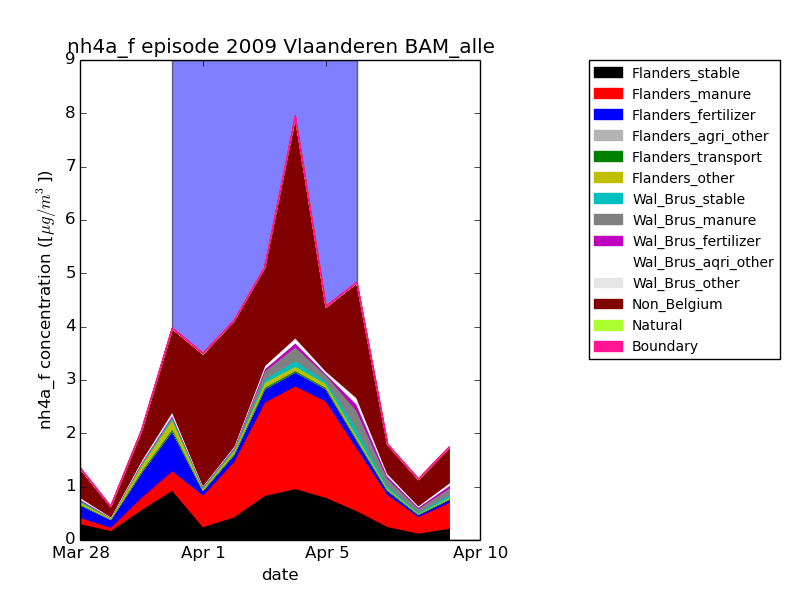 nh4a_f episode 2009 Vlaanderen BAM_alle
9
8
7
6
5
4
3
2
1
0
nh4a_f concentration ([μg/m³ ])
Mar 28
Apr 1
Apr 5
Apr 10
date
Flanders_stable
Flanders_manure
Flanders_fertilizer
Flanders_agri_other
Flanders_transport
Flanders_other
Wal_Brus_stable
Wal_Brus_manure
Wal_Brus_fertilizer
Wal_Brus_aqri_other
Wal_Brus_other
Non_Belgium
Natural
Boundary